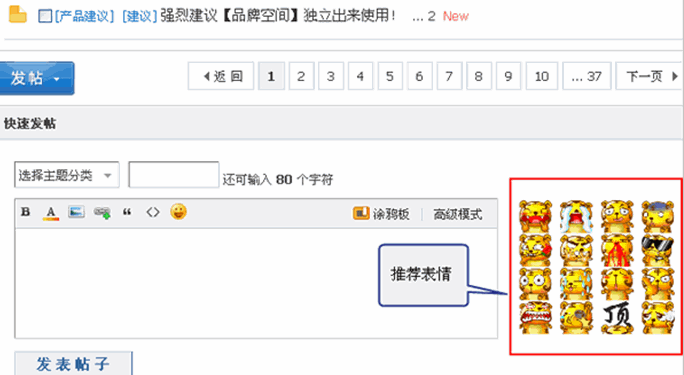 [产品建议] [建议] 强烈建议【品牌空间】独立出来使用! ... 2 New
发帖 返回 1 2 3 4 5 6 7 8 9 10 ... 37 下一页
快速发帖
选择主题分类 还可输入 80 个字符
B A “ <> 涂鸦板 高级模式
推荐表情
顶
发表帖子